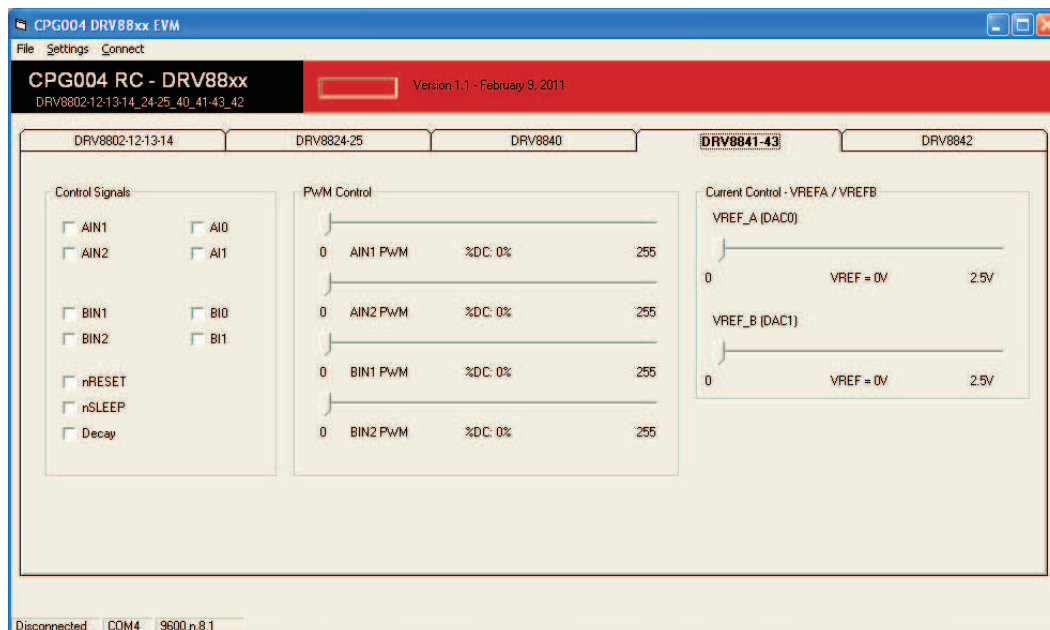 CPG004 DRV88xx EVM
File Settings Connect
CPG004 RC - DRV88xx
DRV8802-12-13-14_24-25_40_41-43_42
Version 1.1 - February 9, 2011
DRV8802-12-13-14 DRV8824-25 DRV8840 DRV8841-43 DRV8842
Control Signals
AIN1 AI0
AIN2 AI1
BIN1 BI0
BIN2 BI1
nRESET
nSLEEP
Decay
PWM Control
0 AIN1 PWM %DC: 0% 255
0 AIN2 PWM %DC: 0% 255
0 BIN1 PWM %DC: 0% 255
0 BIN2 PWM %DC: 0% 255
Current Control - VREFA / VREFB
VREF_A (DAC0)
0 VREF = 0V 2.5V
VREF_B (DAC1)
0 VREF = 0V 2.5V
Disconnected COM4 9600,n,8,1